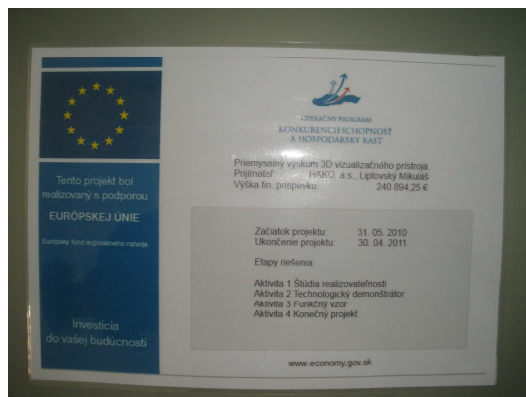 Tento projekt bol
realizovaný s podporou
EURÓPSKEJ ÚNIE
Európsky fond regionálneho rozvoja
Investícia
do vašej budúcnosti
OPERAČNÝ PROGRAM
KONKURENCIESCHOPNOSŤ
A HOSPODÁRSKY RAST
Priemyselný výskum 3D vizualizačného prístroja
Prijímateľ: HAKO, a.s., Liptovský Mikuláš
Výška fin. príspevku: 240 894,25 €
Začiatok projektu: 31. 05. 2010
Ukončenie projektu: 30. 04. 2011
Etapy riešenia:
Aktivita 1 Štúdia realizovateľnosti
Aktivita 2 Technologický demonštrátor
Aktivita 3 Funkčný vzor
Aktivita 4 Konečný projekt
www.economy.gov.sk